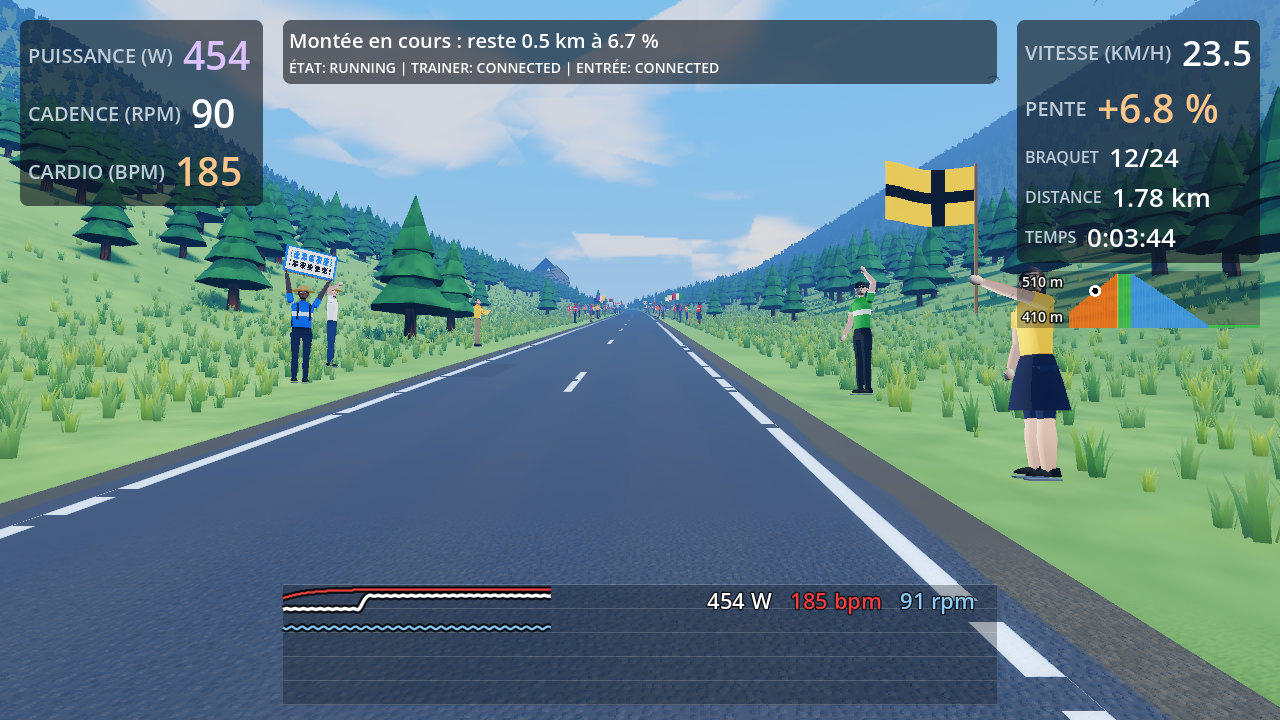 PUISSANCE (W) 454
CADENCE (RPM) 90
CARDIO (BPM) 185
Montée en cours : reste 0.5 km à 6.7 %
ÉTAT: RUNNING | TRAINER: CONNECTED | ENTRÉE: CONNECTED
VITESSE (KM/H) 23.5
PENTE +6.8 %
BRAQUET 12/24
DISTANCE 1.78 km
TEMPS 0:03:44
510 m
410 m
454 W 185 bpm 91 rpm